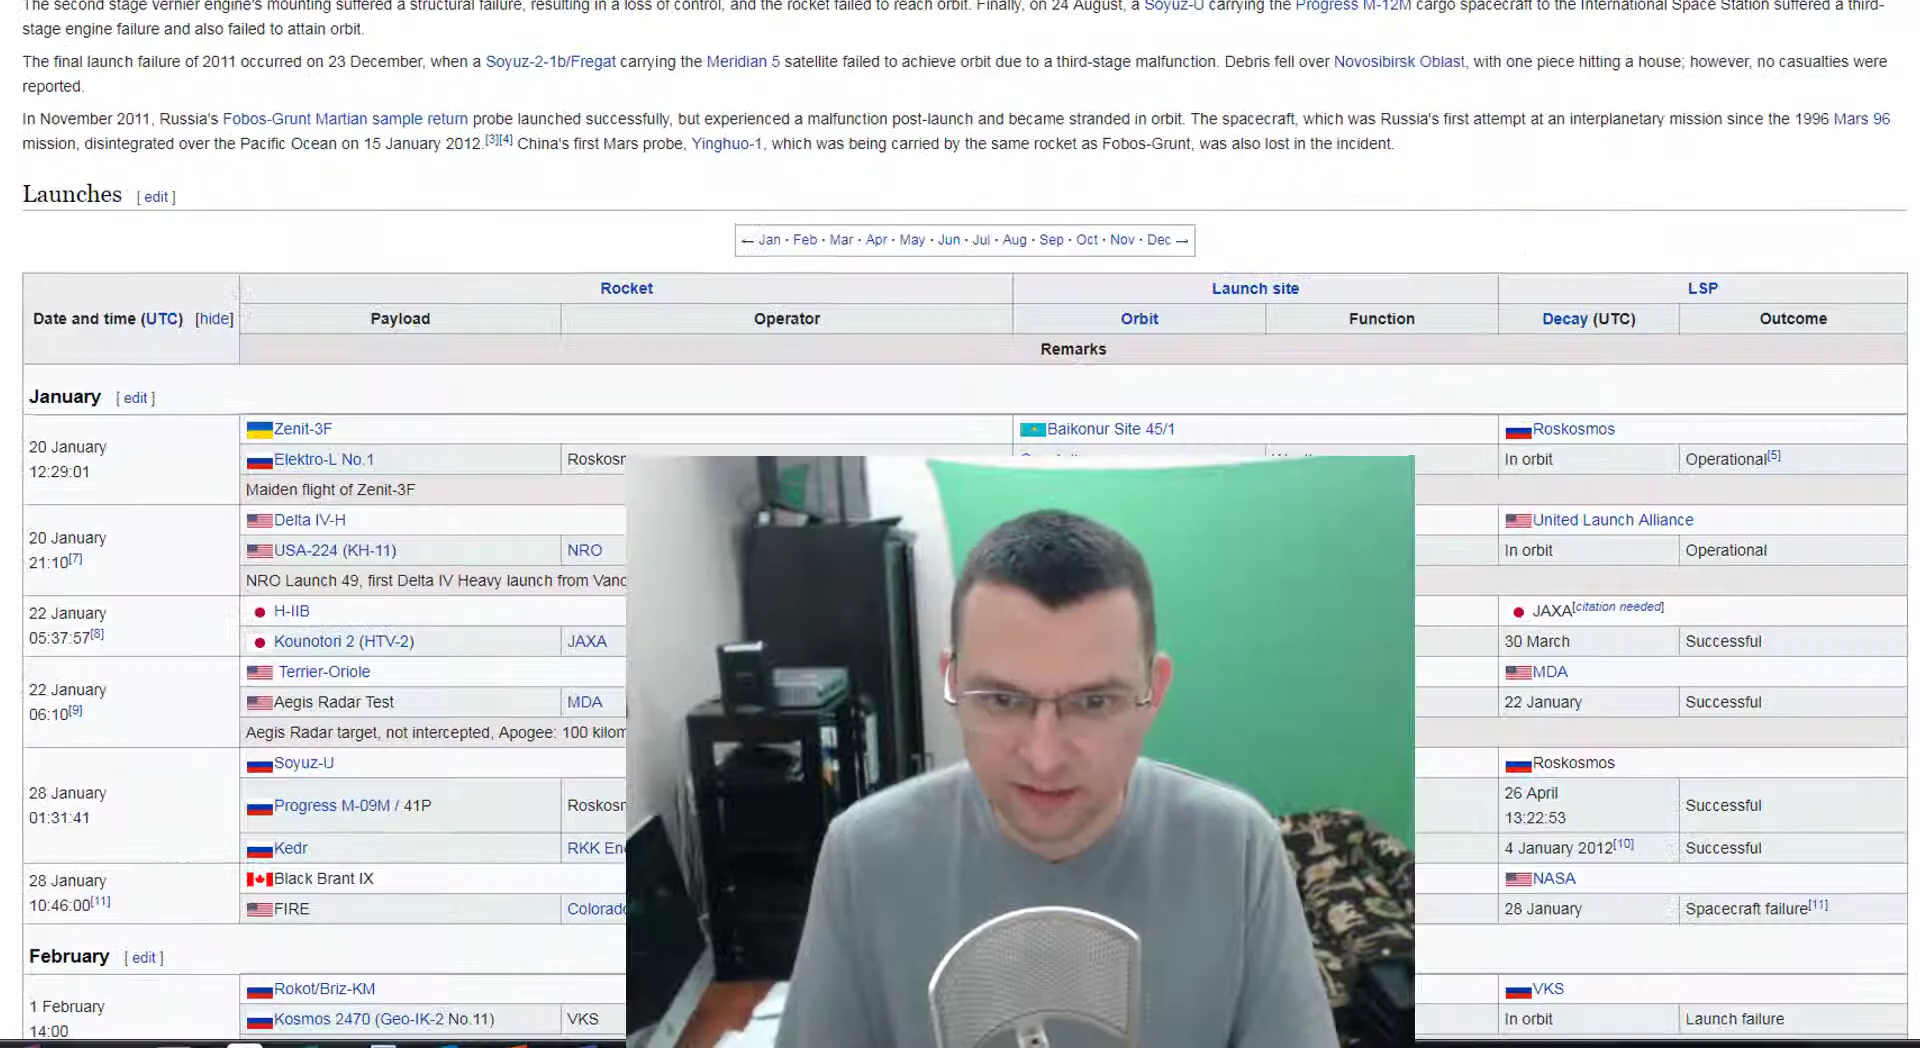 The second stage vernier engine's mounting suffered a structural failure, resulting in a loss of control, and the rocket failed to reach orbit. Finally, on 24 August, a Soyuz-U carrying the Progress M-12M cargo spacecraft to the International Space Station suffered a third-
stage engine failure and also failed to attain orbit.
The final launch failure of 2011 occurred on 23 December, when a Soyuz-2-1b/Fregat carrying the Meridian 5 satellite failed to achieve orbit due to a third-stage malfunction. Debris fell over Novosibirsk Oblast, with one piece hitting a house; however, no casualties were
reported.
In November 2011, Russia's Fobos-Grunt Martian sample return probe launched successfully, but experienced a malfunction post-launch and became stranded in orbit. The spacecraft, which was Russia's first attempt at an interplanetary mission since the 1996 Mars 96
mission, disintegrated over the Pacific Ocean on 15 January 2012.[3][4] China's first Mars probe, Yinghuo-1, which was being carried by the same rocket as Fobos-Grunt, was also lost in the incident.
Launches [ edit ]
← Jan · Feb · Mar · Apr · May · Jun · Jul · Aug · Sep · Oct · Nov · Dec →
Date and time (UTC) [hide] Rocket Launch site LSP
Payload Operator Orbit Function Decay (UTC) Outcome
Remarks
January [ edit ]
20 January
12:29:01
Zenit-3F Baikonur Site 45/1 Roskosmos
Elektro-L No.1 In orbit Operational[5]
Maiden flight of Zenit-3F
20 January
21:10[7]
Delta IV-H United Launch Alliance
USA-224 (KH-11) NRO In orbit Operational
NRO Launch 49, first Delta IV Heavy launch from
22 January
05:37:57[8]
H-IIB JAXA[citation needed]
Kounotori 2 (HTV-2) JAXA 30 March Successful
22 January
06:10[9]
Terrier-Oriole MDA
Aegis Radar Test MDA 22 January Successful
Aegis Radar target, not intercepted, Apogee: 100
28 January
01:31:41
Soyuz-U Roskosmos
Progress M-09M / 41P 26 April
13:22:53 Successful
Kedr RKK 4 January 2012[10] Successful
28 January
10:46:00[11]
Black Brant IX NASA
FIRE 28 January Spacecraft failure[11]
February [ edit ]
1 February
14:00
Rokot/Briz-KM VKS
Kosmos 2470 (Geo-IK-2 No.11) VKS In orbit Launch failure